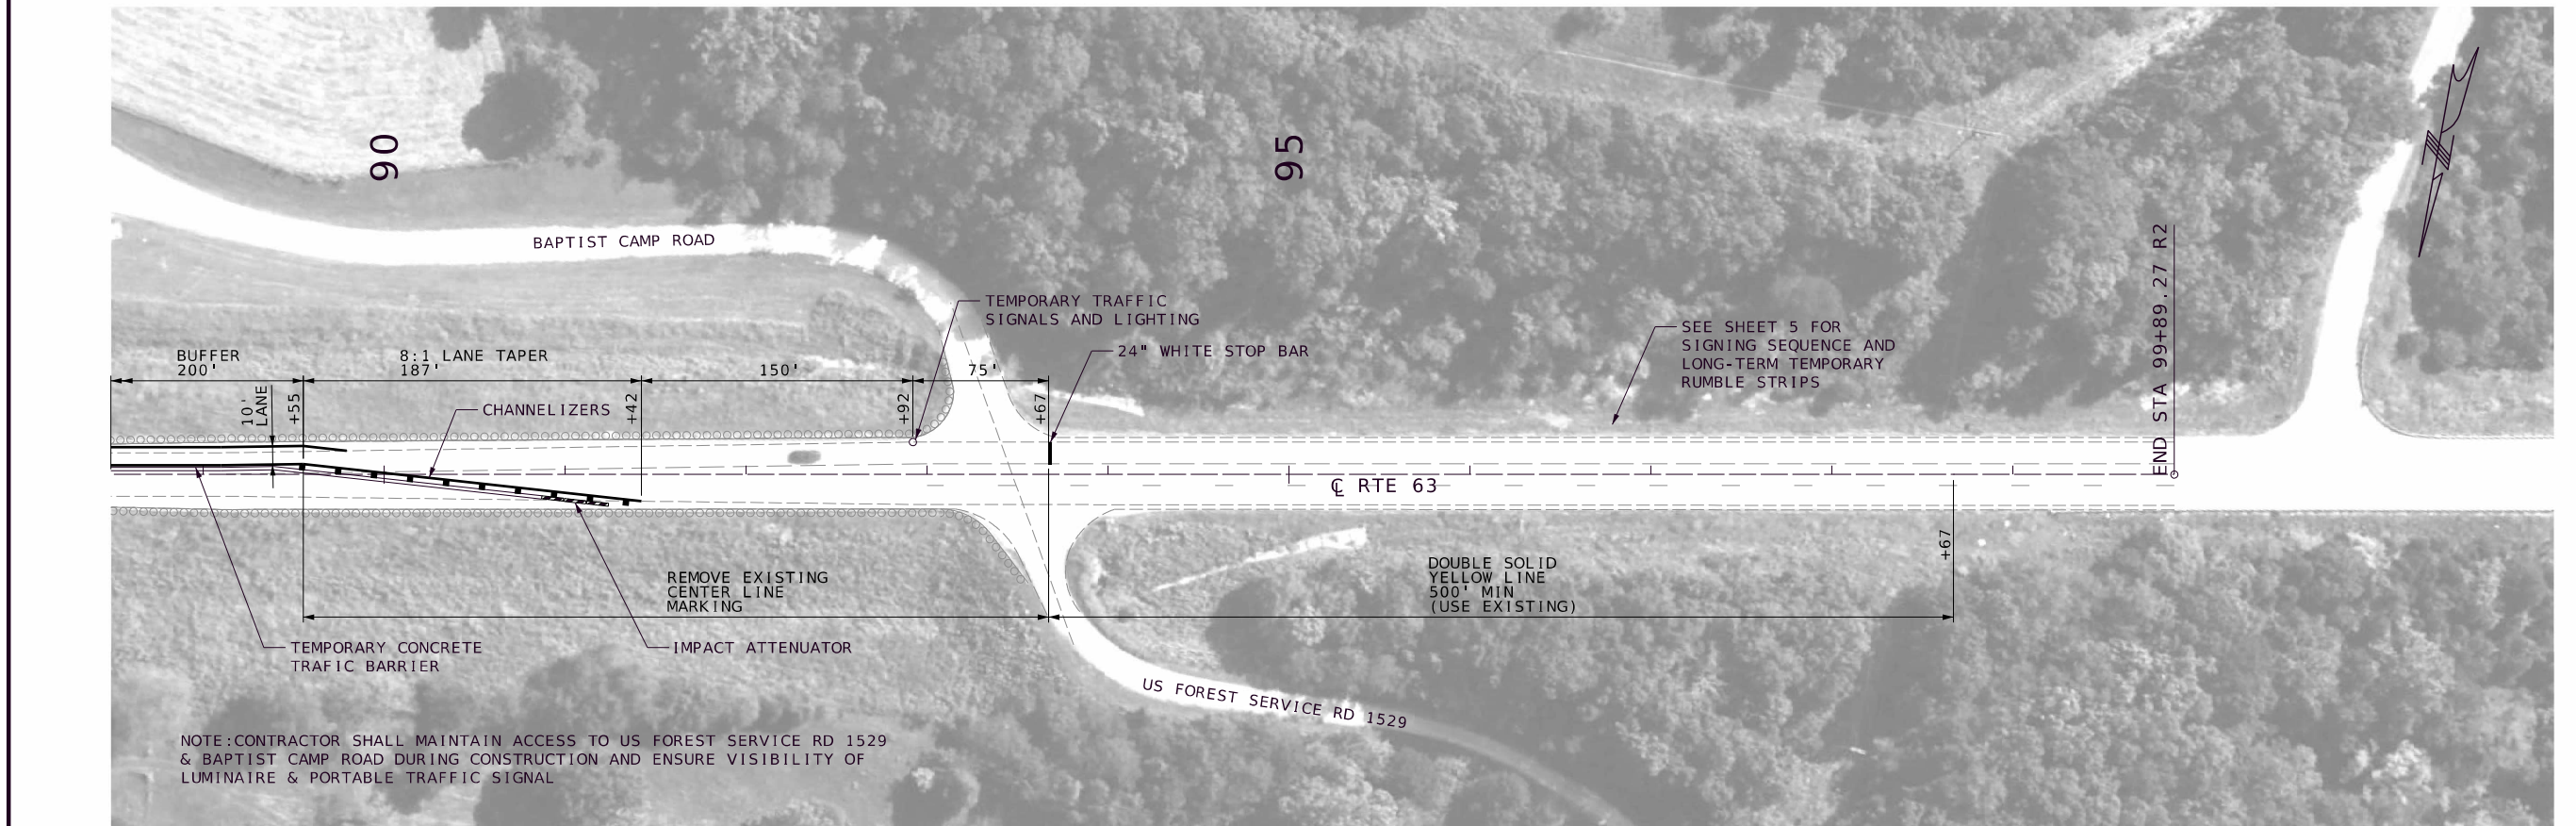 90
95
BAPTIST CAMP ROAD
TEMPORARY TRAFFIC
SIGNALS AND LIGHTING
24" WHITE STOP BAR
SEE SHEET 5 FOR
SIGNING SEQUENCE AND
LONG-TERM TEMPORARY
RUMBLE STRIPS
END STA 99+89.27 R2
BUFFER
200'
8:1 LANE TAPER
187'
150'
75'
10'
LANE
+55
CHANNELIZERS
+42
+92
+67
℄ RTE 63
REMOVE EXISTING
CENTER LINE
MARKING
DOUBLE SOLID
YELLOW LINE
500' MIN
(USE EXISTING)
+67
TEMPORARY CONCRETE
TRAFIC BARRIER
IMPACT ATTENUATOR
US FOREST SERVICE RD 1529
NOTE:CONTRACTOR SHALL MAINTAIN ACCESS TO US FOREST SERVICE RD 1529
& BAPTIST CAMP ROAD DURING CONSTRUCTION AND ENSURE VISIBILITY OF
LUMINAIRE & PORTABLE TRAFFIC SIGNAL